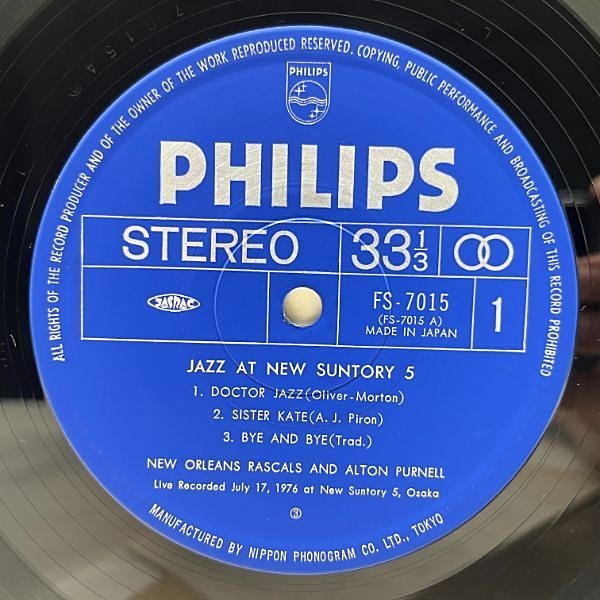 ALL RIGHTS OF THE RECORD PRODUCER AND OF THE OWNER OF THE WORK REPRODUCED RESERVED. COPYING, PUBLIC PERFORMANCE AND BROADCASTING OF THIS RECORD PROHIBITED
PHILIPS
PHILIPS
STEREO 33⅓
JASRAC
FS-7015
(FS-7015 A)
MADE IN JAPAN
1
JAZZ AT NEW SUNTORY 5
1. DOCTOR JAZZ(Oliver-Morton)
2. SISTER KATE(A. J. Piron)
3. BYE AND BYE(Trad.)
NEW ORLEANS RASCALS AND ALTON PURNELL
Live Recorded July 17, 1976 at New Suntory 5, Osaka
③
MANUFACTURED BY NIPPON PHONOGRAM CO. LTD., TOKYO